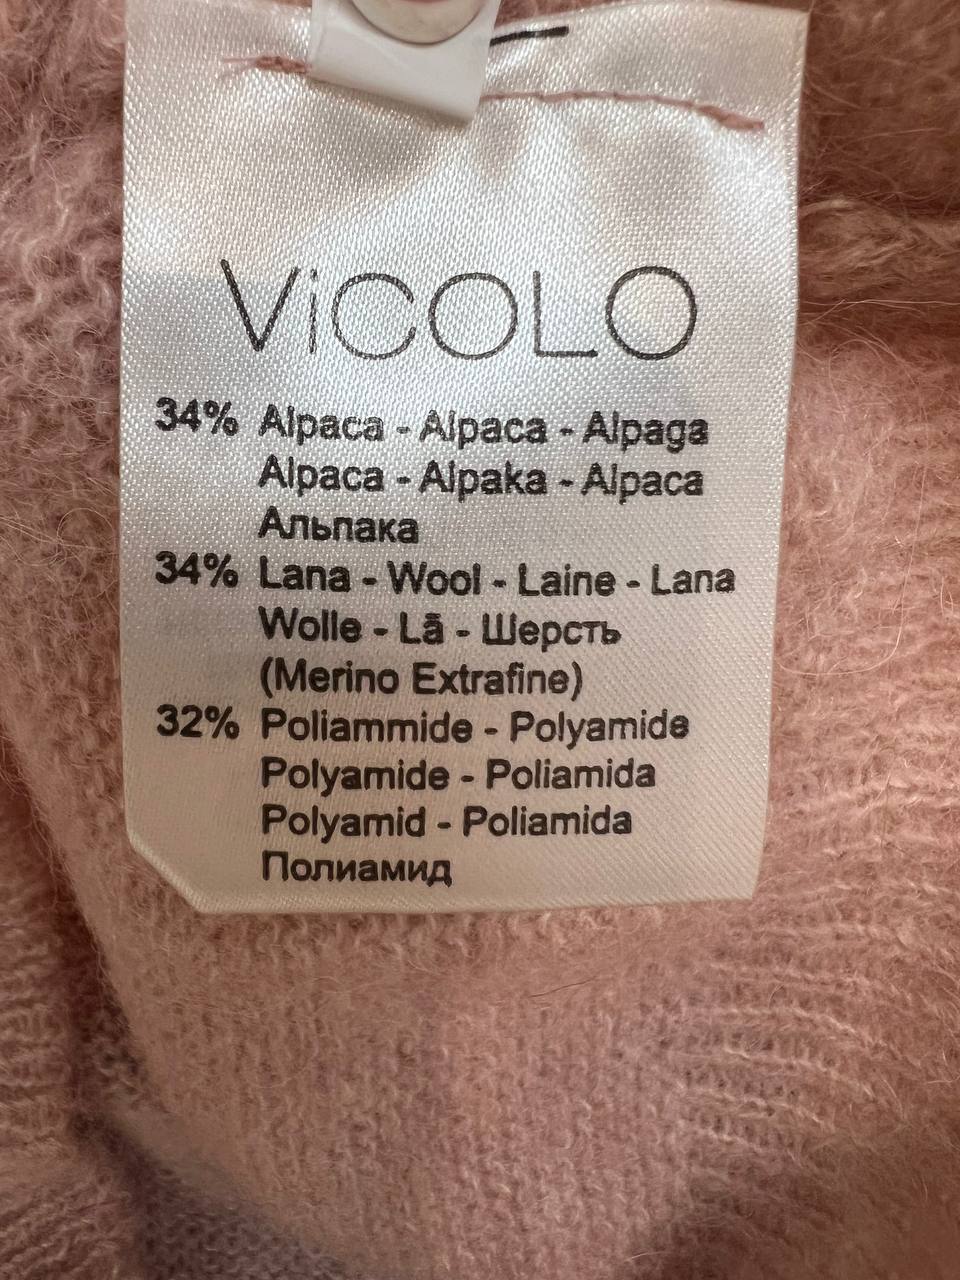 ViCOLO
34% Alpaca - Alpaca - Alpaga
Alpaca - Alpaka - Alpaca
Альпака
34% Lana - Wool - Laine - Lana
Wolle - Lã - Шерсть
(Merino Extrafine)
32% Poliammide - Polyamide
Polyamide - Poliamida
Polyamid - Poliamida
Полиамид